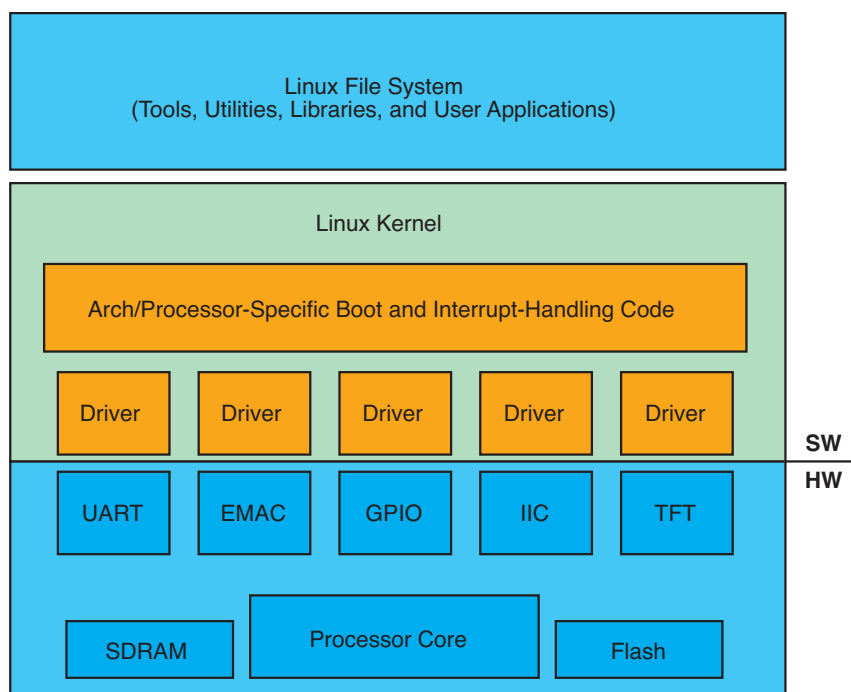 Linux File System
(Tools, Utilities, Libraries, and User Applications)
Linux Kernel
Arch/Processor-Specific Boot and Interrupt-Handling Code
Driver
Driver
Driver
Driver
Driver
SW
HW
UART
EMAC
GPIO
IIC
TFT
SDRAM
Processor Core
Flash